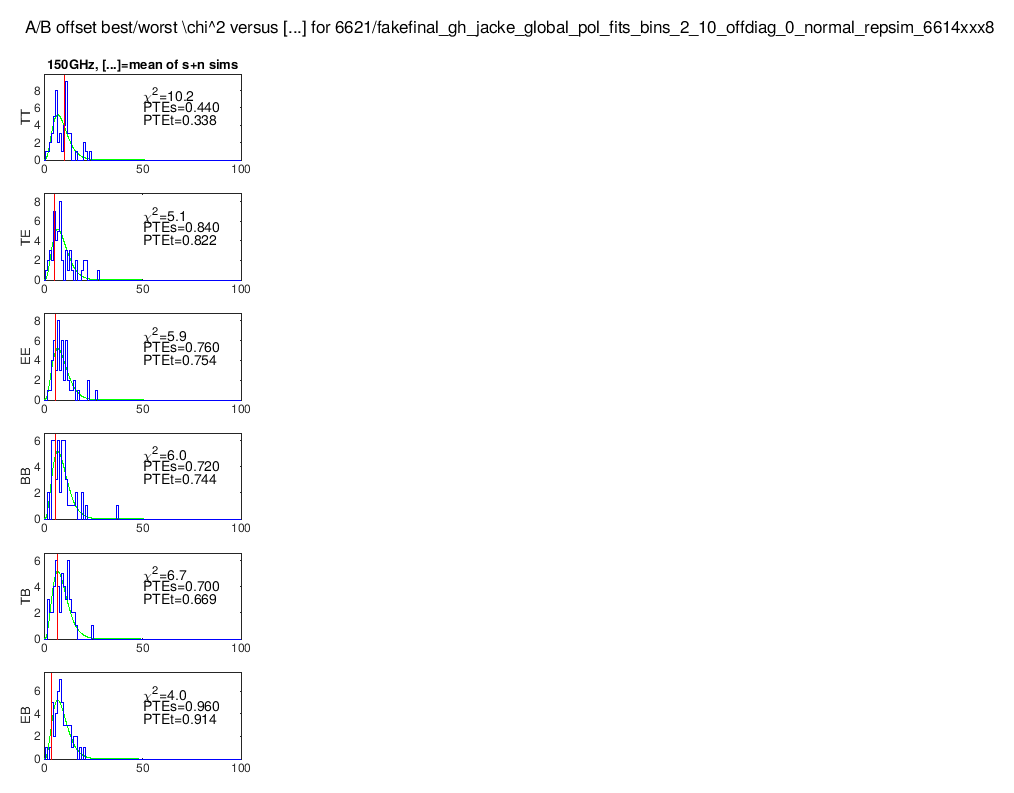 A/B offset best/worst \chi^2 versus [...] for 6621/fakefinal_gh_jacke_global_pol_fits_bins_2_10_offdiag_0_normal_repsim_6614xxx8
150GHz, [...]=mean of s+n sims
TT
8
6
4
2
0
χ2=10.2
PTEs=0.440
PTEt=0.338
0 50 100
TE
8
6
4
2
0
χ2=5.1
PTEs=0.840
PTEt=0.822
0 50 100
EE
8
6
4
2
0
χ2=5.9
PTEs=0.760
PTEt=0.754
0 50 100
BB
6
4
2
0
χ2=6.0
PTEs=0.720
PTEt=0.744
0 50 100
TB
6
4
2
0
χ2=6.7
PTEs=0.700
PTEt=0.669
0 50 100
EB
6
4
2
0
χ2=4.0
PTEs=0.960
PTEt=0.914
0 50 100